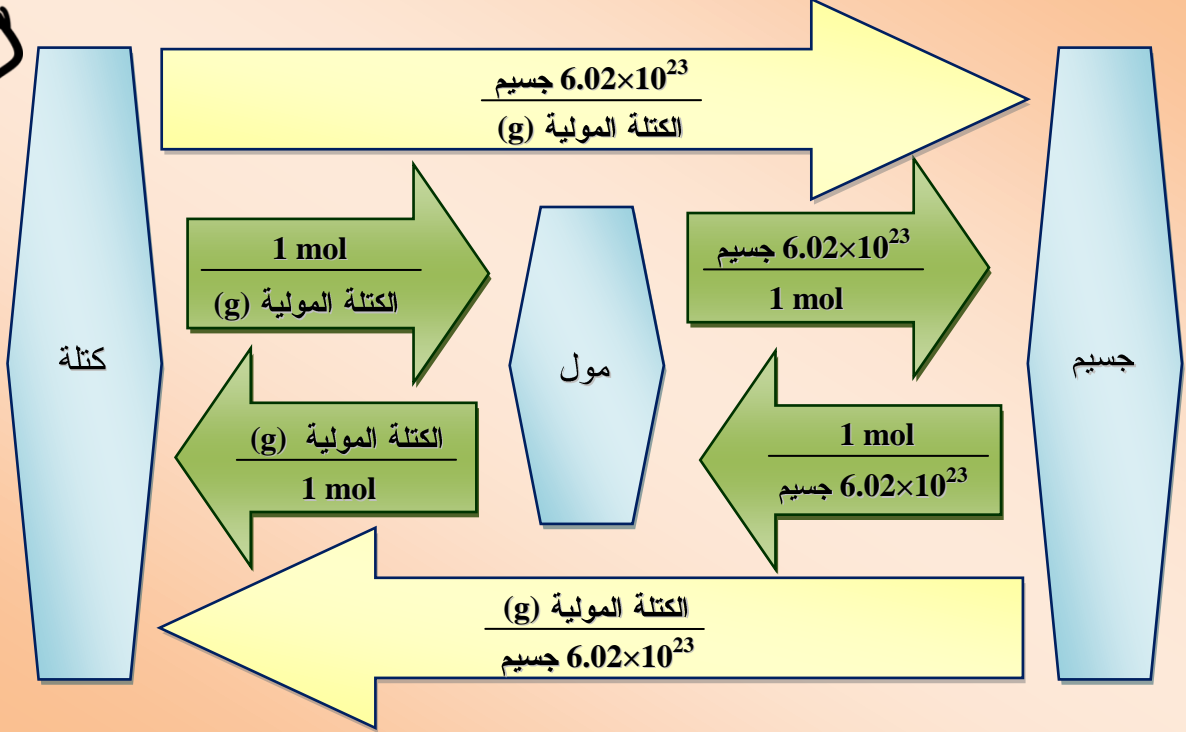 6.02×10²³ جسيم
الكتلة المولية (g)
1 mol
الكتلة المولية (g)
6.02×10²³ جسيم
1 mol
كتلة
مول
جسيم
الكتلة المولية (g)
1 mol
1 mol
6.02×10²³ جسيم
الكتلة المولية (g)
6.02×10²³ جسيم